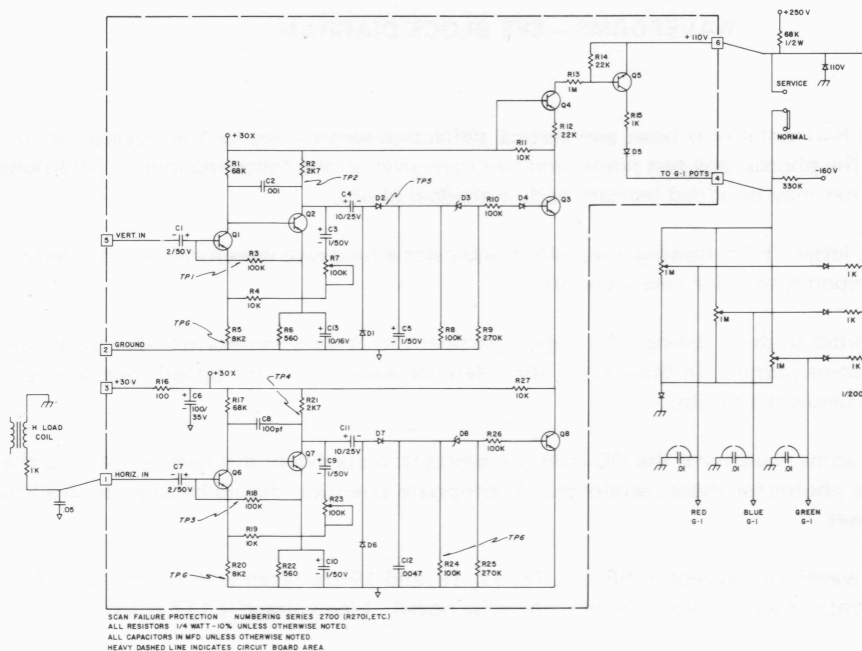 +250V
68K
1/2W
+110V
6
110V
SERVICE
NORMAL
-160V
330K
TO G-1 POTS
4
R14
22K
R13
1M
Q5
Q4
R15
1K
D5
R12
22K
R11
10K
+30X
R1
68K
R2
2K7
TP2
C2
.001
C4
10/25V
D2
TP5
D3
R10
100K
D4
Q3
5
VERT. IN
C1
2/50V
Q1
Q2
C3
1/50V
R3
100K
R7
100K
TP1
R4
10K
TPG
R5
8K2
R6
560
C13
10/16V
D1
C5
1/50V
R8
100K
R9
270K
2
GROUND
1M
1K
1M
1K
1M
1K
1/200
3
+30V
R16
100
+30X
C6
100/
35V
R17
68K
TP4
R21
2K7
R27
10K
C8
100pf
C11
10/25V
D7
D8
R26
100K
Q8
H LOAD
COIL
1K
.05
1
HORIZ. IN
C7
2/50V
Q6
Q7
C9
1/50V
R18
100K
R23
100K
TP3
R19
10K
TPG
R20
8K2
R22
560
C10
1/50V
D6
C12
.0047
TP6
R24
100K
R25
270K
.01
.01
.01
RED
G-1
BLUE
G-1
GREEN
G-1
SCAN FAILURE PROTECTION NUMBERING SERIES 2700 (R2701, ETC.)
ALL RESISTORS 1/4 WATT - 10% UNLESS OTHERWISE NOTED.
ALL CAPACITORS IN MFD. UNLESS OTHERWISE NOTED.
HEAVY DASHED LINE INDICATES CIRCUIT BOARD AREA.